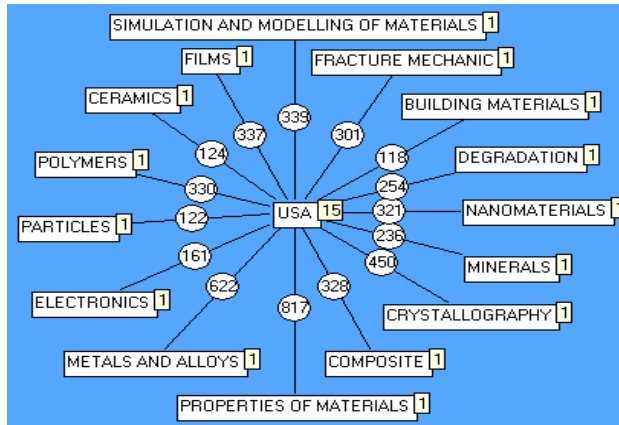 SIMULATION AND MODELLING OF MATERIALS 1
FILMS 1
FRACTURE MECHANIC 1
CERAMICS 1
BUILDING MATERIALS 1
337
339
301
124
118
POLYMERS 1
DEGRADATION 1
330
254
PARTICLES 1
122
USA 15
321
NANOMATERIALS 1
236
161
450
MINERALS 1
ELECTRONICS 1
622
817
328
CRYSTALLOGRAPHY 1
METALS AND ALLOYS 1
COMPOSITE 1
PROPERTIES OF MATERIALS 1